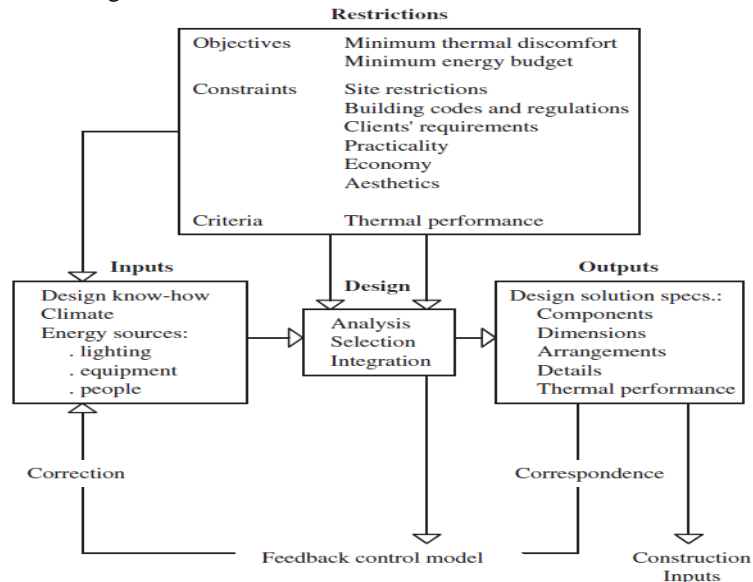 Restrictions
Objectives Minimum thermal discomfort
Minimum energy budget
Constraints Site restrictions
Building codes and regulations
Clients' requirements
Practicality
Economy
Aesthetics
Criteria Thermal performance
Inputs
Design know-how
Climate
Energy sources:
. lighting
. equipment
. people
Design
Analysis
Selection
Integration
Outputs
Design solution specs.:
Components
Dimensions
Arrangements
Details
Thermal performance
Correction
Correspondence
Feedback control model
Construction
Inputs